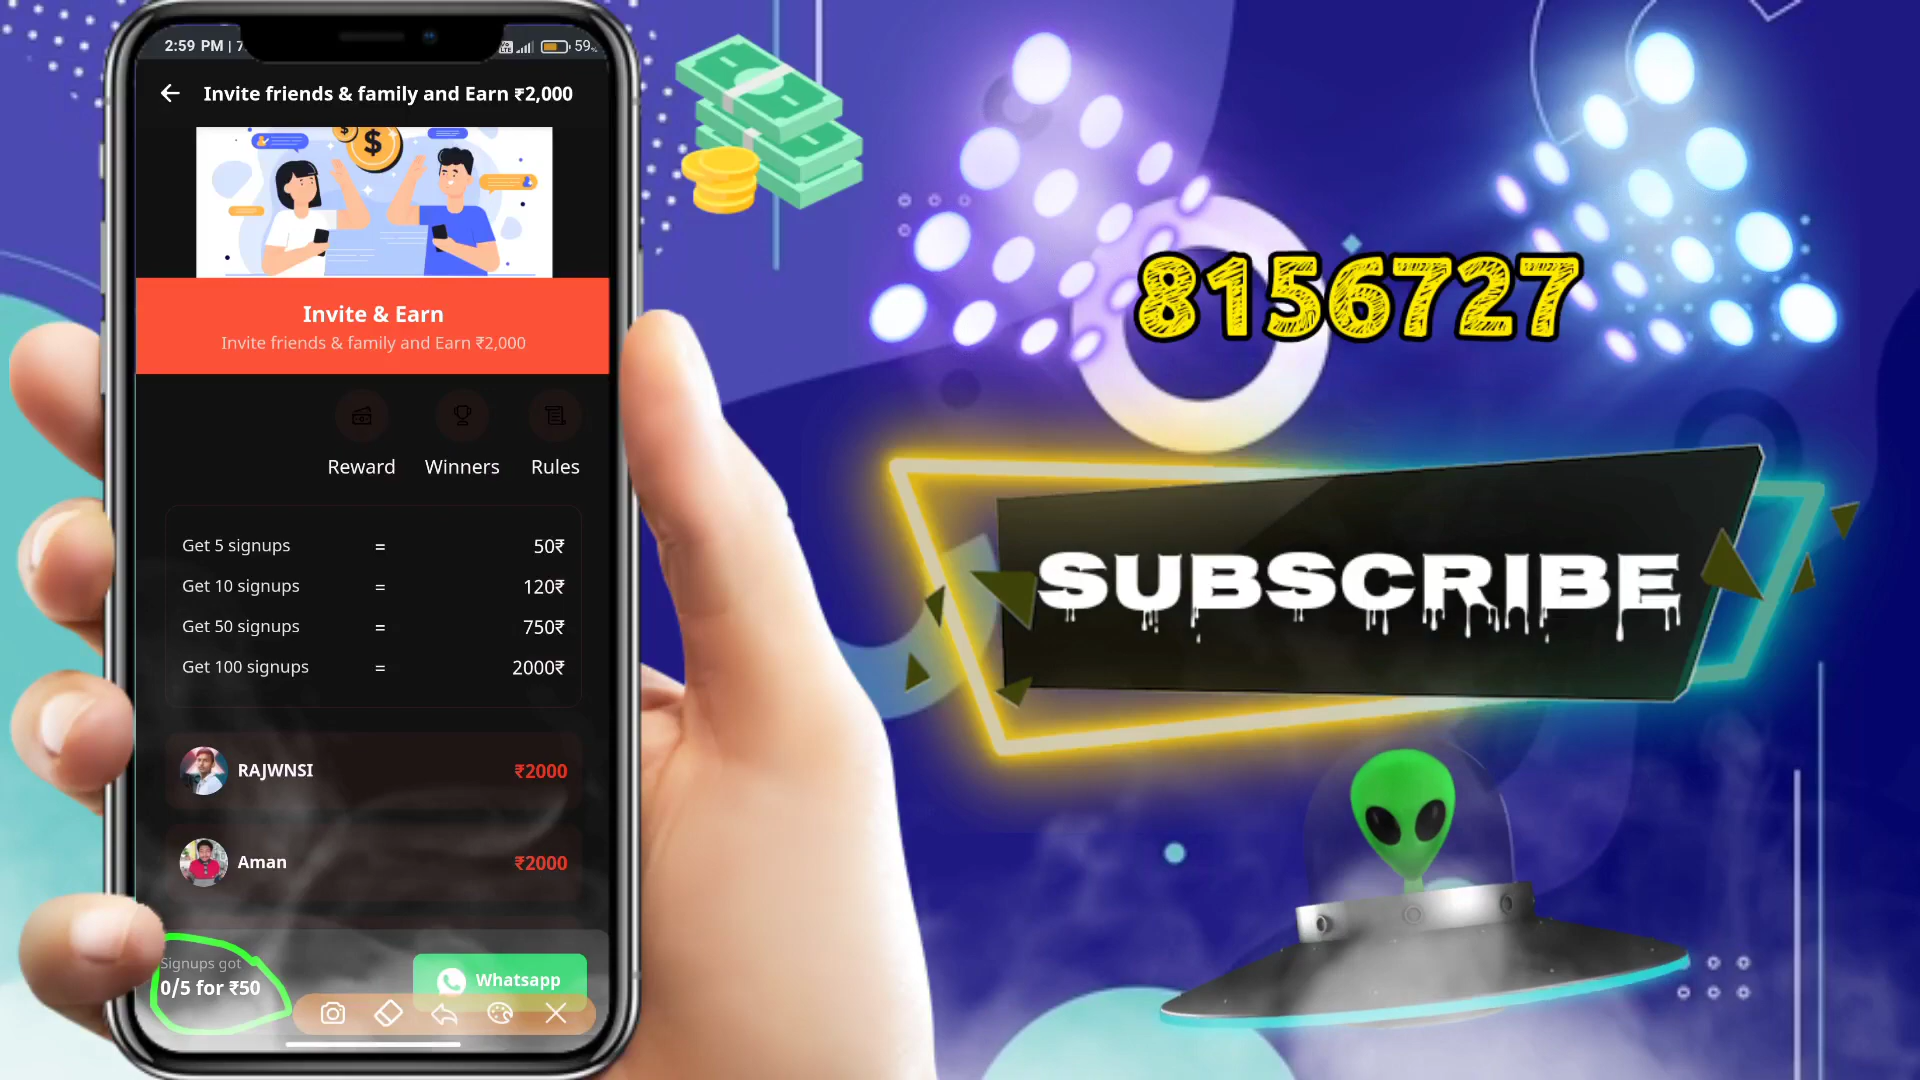 2:59 PM | 7
59%
Invite friends & family and Earn ₹2,000
Invite & Earn
Invite friends & family and Earn ₹2,000
Reward Winners Rules
Get 5 signups = 50₹
Get 10 signups = 120₹
Get 50 signups = 750₹
Get 100 signups = 2000₹
RAJWNSI ₹2000
Aman ₹2000
Signups got
0/5 for ₹50
Whatsapp
8156727
SUBSCRIBE